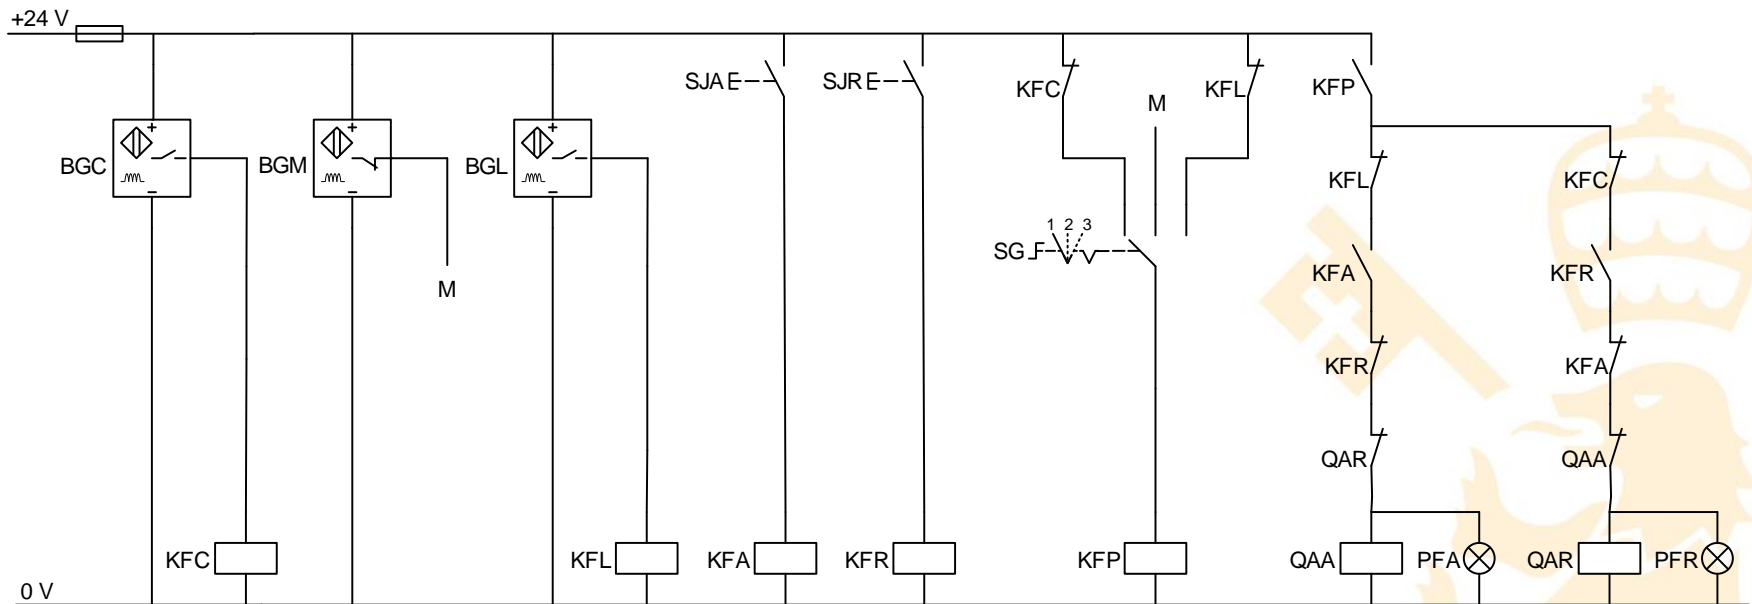 +24 V
SJA
SJR
KFC
KFL
KFP
M
BGC
+
-
BGM
+
-
BGL
+
-
KFL
KFC
1 2 3
SG
M
KFA
KFR
KFR
KFA
QAR
QAA
KFC
KFL
KFA
KFR
KFP
QAA
PFA
QAR
PFR
0 V